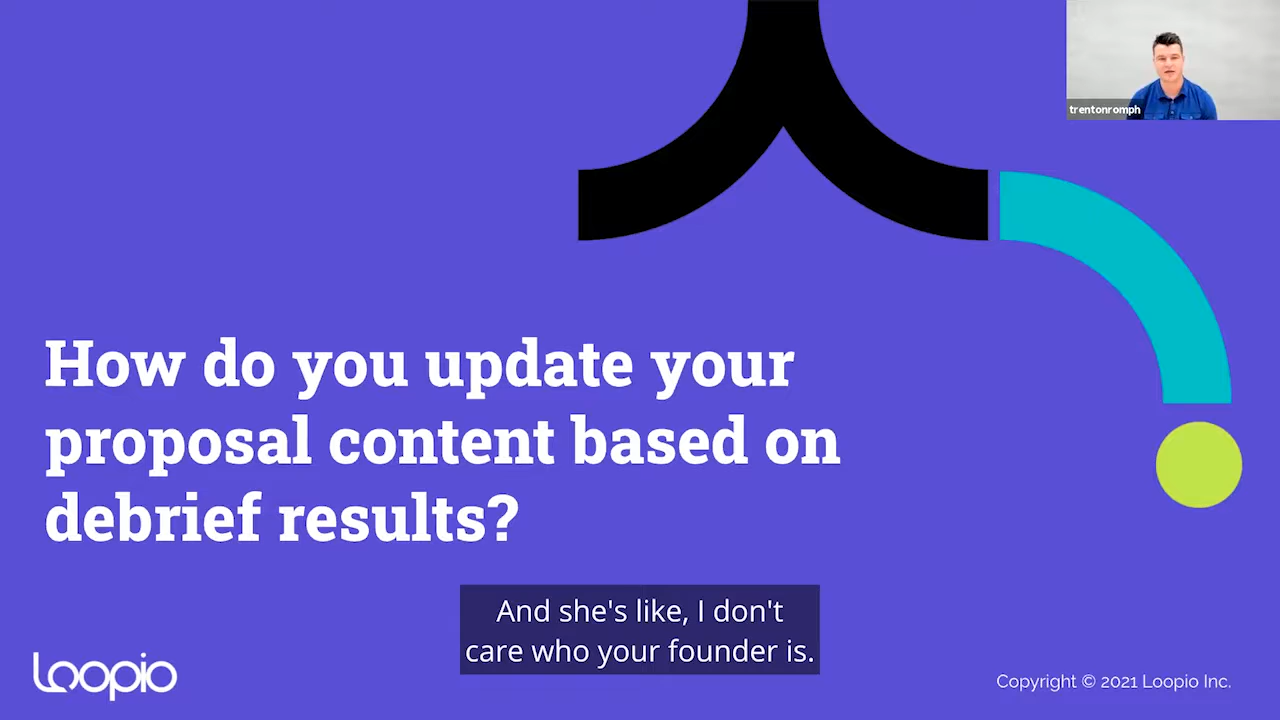 trentonromph
How do you update your
proposal content based on
debrief results?
And she's like, I don't
care who your founder is.
Loopio
Copyright © 2021 Loopio Inc.